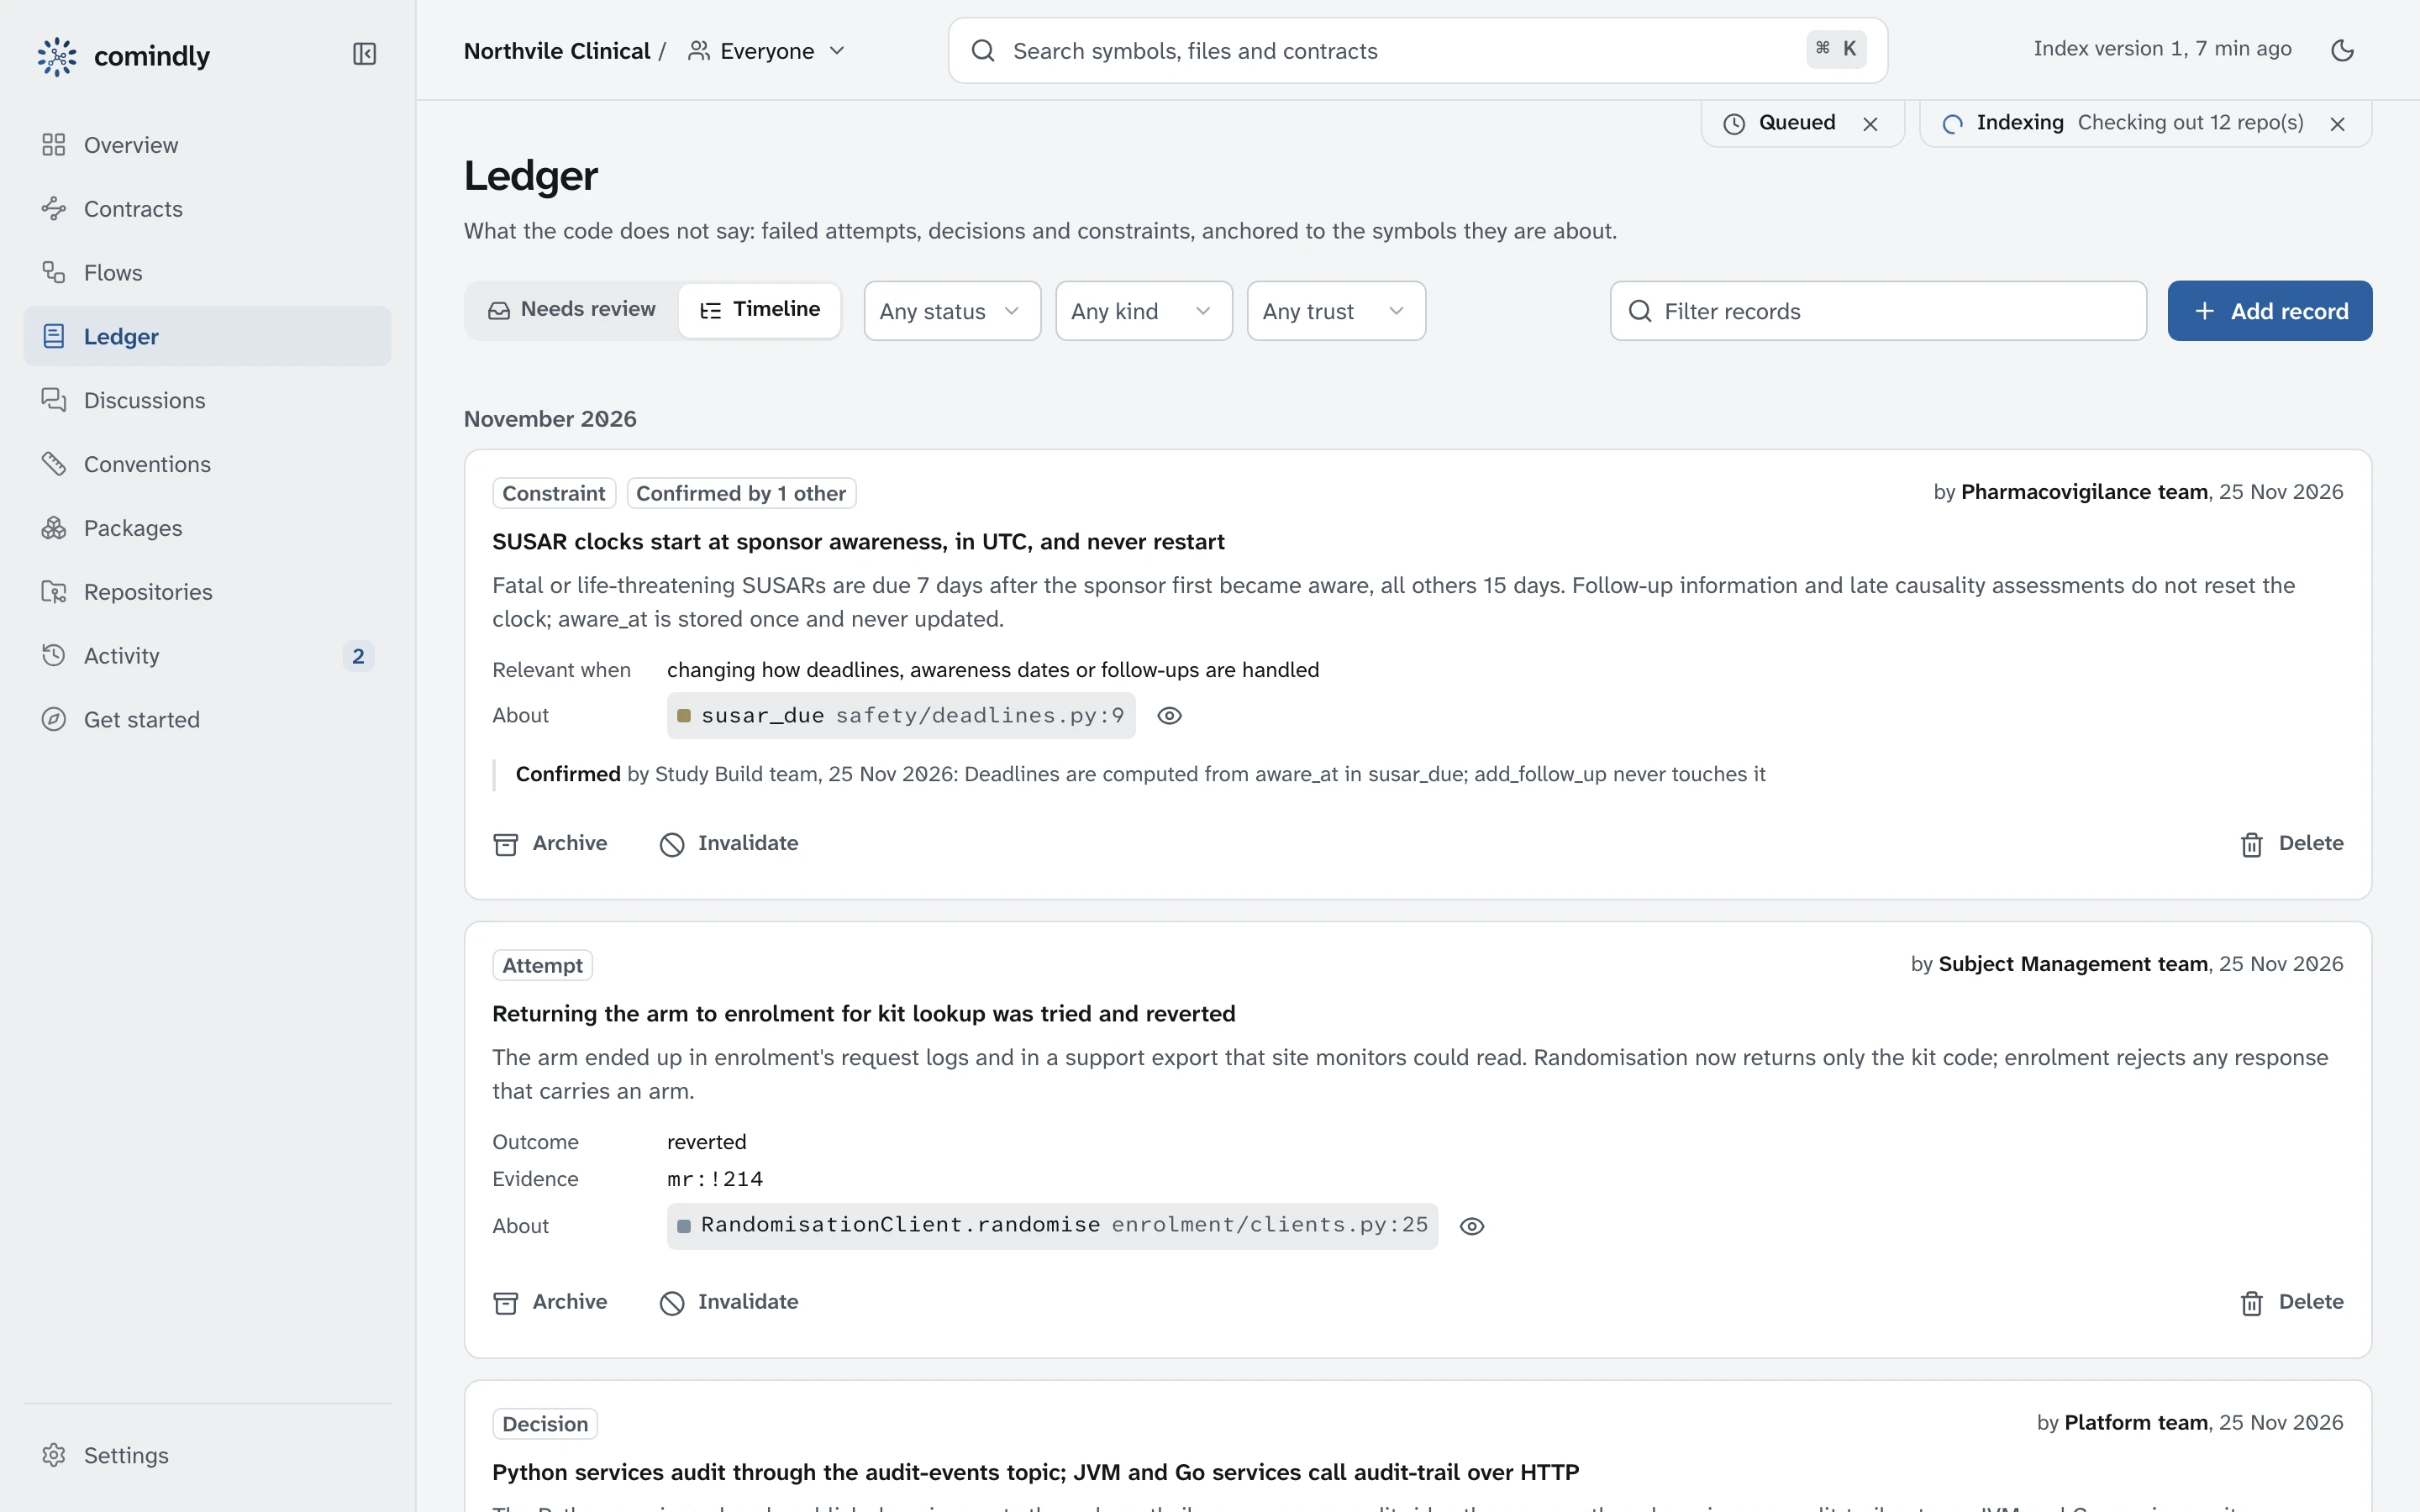 comindly
Overview
Contracts
Flows
Ledger
Discussions
Conventions
Packages
Repositories
Activity 2
Get started
Settings
Northvile Clinical / Everyone
Search symbols, files and contracts ⌘ K
Index version 1, 7 min ago
Queued
Indexing Checking out 12 repo(s)
Ledger
What the code does not say: failed attempts, decisions and constraints, anchored to the symbols they are about.
Needs review Timeline Any status Any kind Any trust Filter records + Add record
November 2026
Constraint Confirmed by 1 other by Pharmacovigilance team, 25 Nov 2026
SUSAR clocks start at sponsor awareness, in UTC, and never restart
Fatal or life-threatening SUSARs are due 7 days after the sponsor first became aware, all others 15 days. Follow-up information and late causality assessments do not reset the
clock; aware_at is stored once and never updated.
Relevant when changing how deadlines, awareness dates or follow-ups are handled
About susar_due safety/deadlines.py:9
Confirmed by Study Build team, 25 Nov 2026: Deadlines are computed from aware_at in susar_due; add_follow_up never touches it
Archive Invalidate Delete
Attempt by Subject Management team, 25 Nov 2026
Returning the arm to enrolment for kit lookup was tried and reverted
The arm ended up in enrolment's request logs and in a support export that site monitors could read. Randomisation now returns only the kit code; enrolment rejects any response
that carries an arm.
Outcome reverted
Evidence mr:!214
About RandomisationClient.randomise enrolment/clients.py:25
Archive Invalidate Delete
Decision by Platform team, 25 Nov 2026
Python services audit through the audit-events topic; JVM and Go services call audit-trail over HTTP